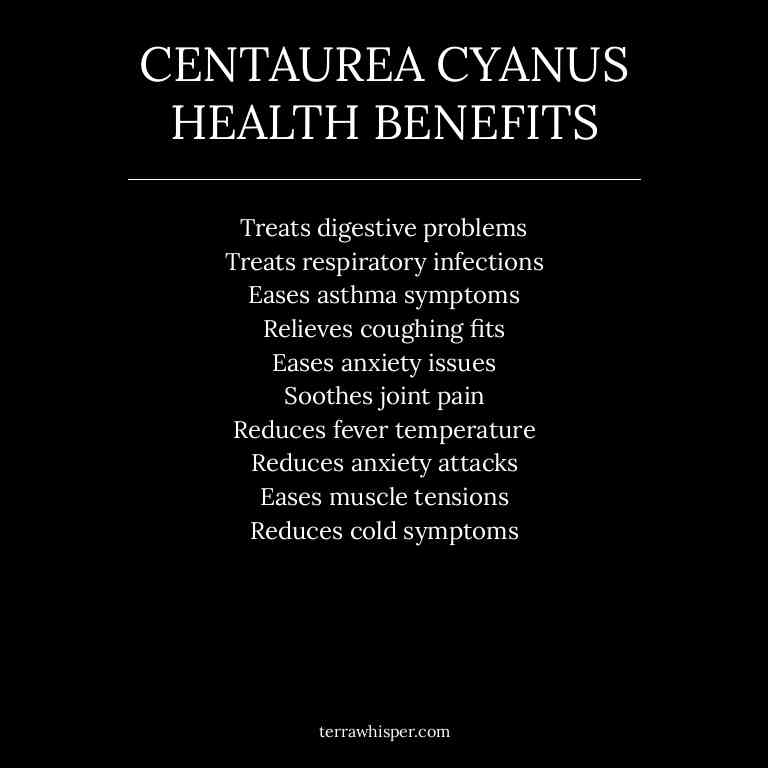 CENTAUREA CYANUS
HEALTH BENEFITS
Treats digestive problems
Treats respiratory infections
Eases asthma symptoms
Relieves coughing fits
Eases anxiety issues
Soothes joint pain
Reduces fever temperature
Reduces anxiety attacks
Eases muscle tensions
Reduces cold symptoms
terrawhisper.com